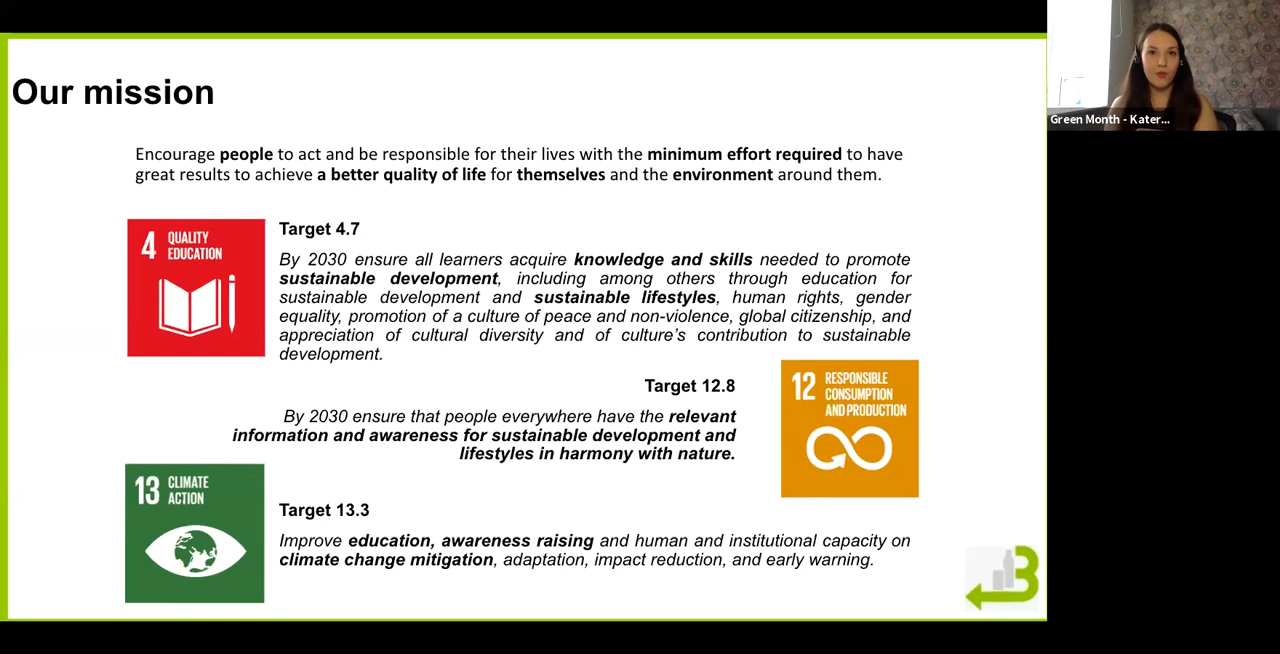 Our mission
Encourage people to act and be responsible for their lives with the minimum effort required to have
great results to achieve a better quality of life for themselves and the environment around them.
4 QUALITY
EDUCATION
Target 4.7
By 2030 ensure all learners acquire knowledge and skills needed to promote
sustainable development, including among others through education for
sustainable development and sustainable lifestyles, human rights, gender
equality, promotion of a culture of peace and non-violence, global citizenship, and
appreciation of cultural diversity and of culture's contribution to sustainable
development.
Target 12.8
By 2030 ensure that people everywhere have the relevant
information and awareness for sustainable development and
lifestyles in harmony with nature.
12 RESPONSIBLE
CONSUMPTION
AND PRODUCTION
13 CLIMATE
ACTION
Target 13.3
Improve education, awareness raising and human and institutional capacity on
climate change mitigation, adaptation, impact reduction, and early warning.
Green Month - Kater...